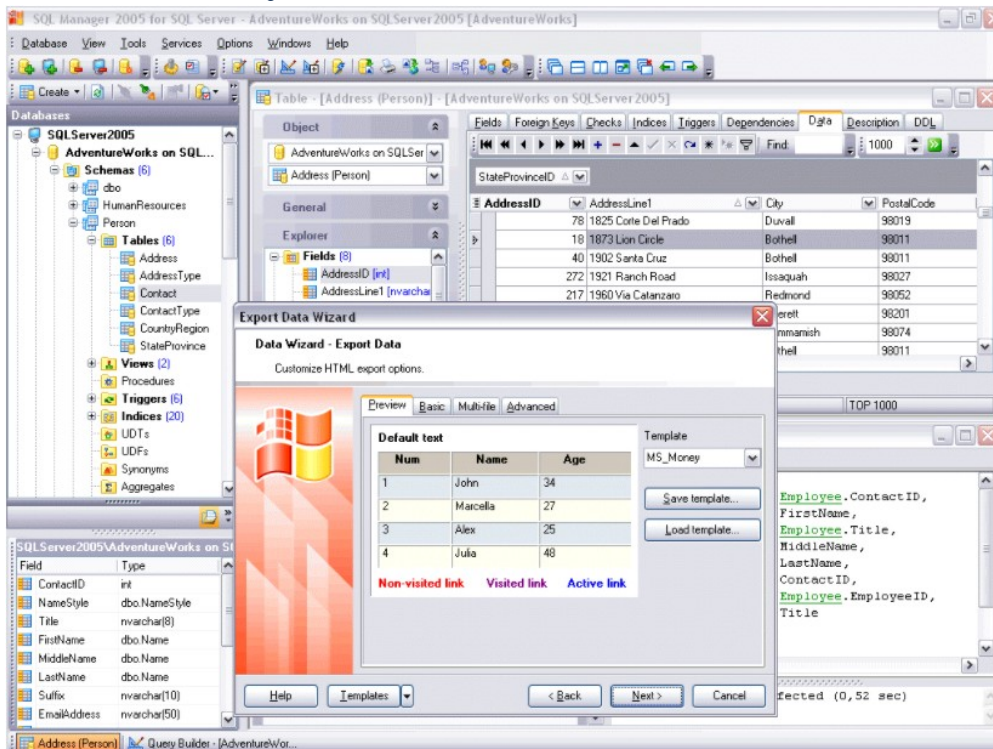 SQL Manager 2005 for SQL Server - AdventureWorks on SQLServer2005 [AdventureWorks]
Database View Tools Services Options Windows Help
Create
Databases
SQLServer2005
AdventureWorks on SQL...
Schemas (6)
dbo
HumanResources
Person
Tables (6)
Address
AddressType
Contact
ContactType
CountryRegion
StateProvince
Views (2)
Procedures
Triggers (6)
Indices (20)
UDTs
UDFs
Synonyms
Aggregates
SQLServer2005\AdventureWorks on
Field Type
ContactID int
NameStyle dbo.NameStyle
Title nvarchar(8)
FirstName dbo.Name
MiddleName dbo.Name
LastName dbo.Name
Suffix nvarchar(10)
EmailAddress nvarchar(50)
Table - [Address (Person)] - [AdventureWorks on SQLServer2005]
Object
AdventureWorks on SQLSer
Address (Person)
General
Explorer
Fields (8)
AddressID [int]
AddressLine1 [nvarchar
Fields Foreign Keys Checks Indices Triggers Dependencies Data Description DDL
Find: 1000
StateProvinceID
AddressID AddressLine1 City PostalCode
78 1825 Corte Del Prado Duvall 98019
18 1873 Lion Circle Bothell 98011
40 1902 Santa Cruz Bothell 98011
272 1921 Ranch Road Issaquah 98027
217 1960 Via Catanzaro Redmond 98052
erett 98201
mmamish 98074
thell 98011
TOP 1000
Export Data Wizard
Data Wizard - Export Data
Customize HTML export options.
Preview Basic Multi-file Advanced
Default text
Num Name Age
1 John 34
2 Marcella 27
3 Alex 25
4 Julia 48
Non-visited link Visited link Active link
Template
MS_Money
Save template...
Load template...
Help Templates < Back Next > Cancel
Employee.ContactID,
FirstName,
Employee.Title,
MiddleName,
LastName,
ContactID,
Employee.EmployeeID,
Title
fected (0,52 sec)
Address (Person) Query Builder - [AdventureWor...